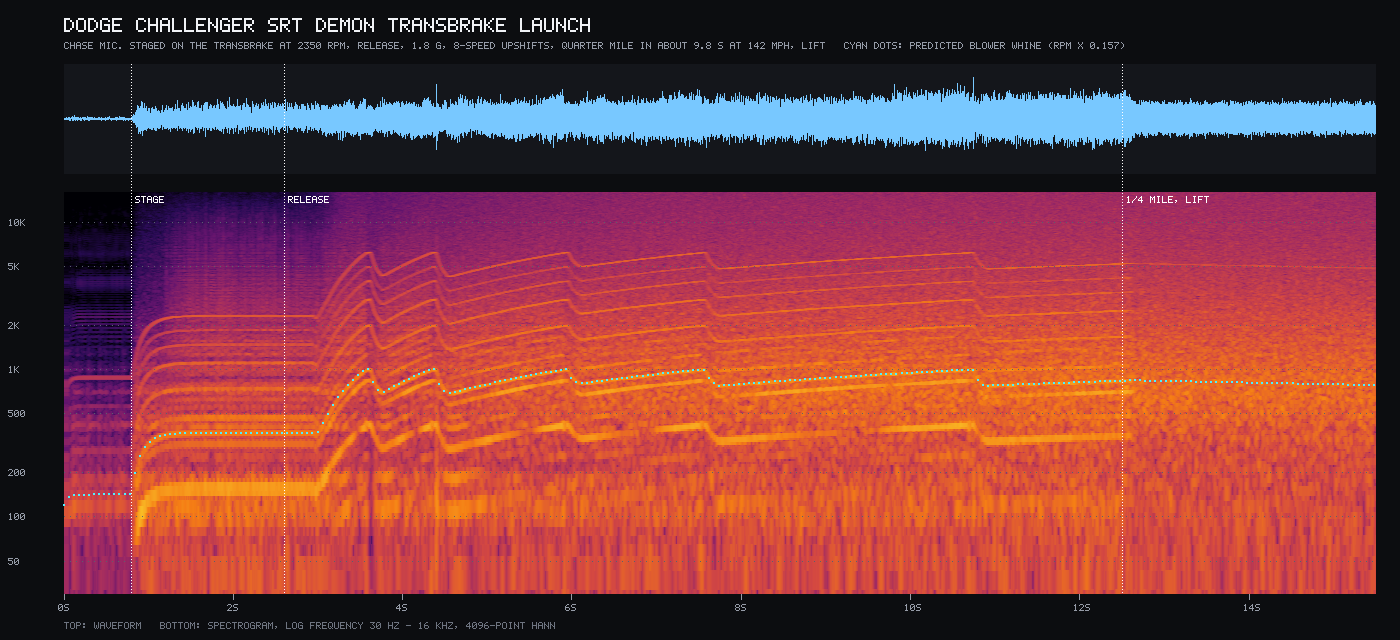 DODGE CHALLENGER SRT DEMON TRANSBRAKE LAUNCH
CHASE MIC. STAGED ON THE TRANSBRAKE AT 2350 RPM, RELEASE, 1.8 G, 8-SPEED UPSHIFTS, QUARTER MILE IN ABOUT 9.8 S AT 142 MPH, LIFT   CYAN DOTS: PREDICTED BLOWER WHINE (RPM X 0.157)
STAGE
RELEASE
1/4 MILE, LIFT
10K
5K
2K
1K
500
200
100
50
0S
2S
4S
6S
8S
10S
12S
14S
TOP: WAVEFORM   BOTTOM: SPECTROGRAM, LOG FREQUENCY 30 HZ - 16 KHZ, 4096-POINT HANN